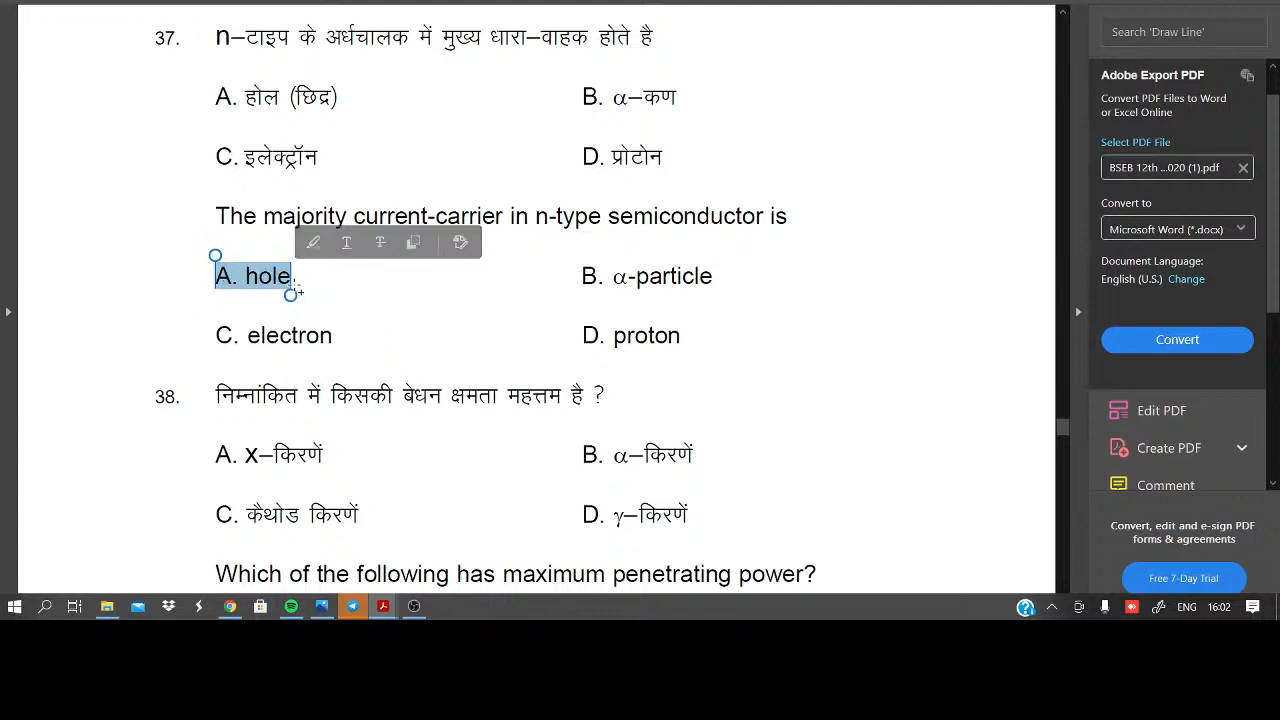 37. n–टाइप के अर्धचालक में मुख्य धारा–वाहक होते है
A. होल (छिद्र) B. α–कण
C. इलेक्ट्रॉन D. प्रोटोन
The majority current-carrier in n-type semiconductor is
A. hole B. α-particle
C. electron D. proton
38. निम्नांकित में किसकी बेधन क्षमता महत्तम है ?
A. x–किरणें B. α–किरणें
C. कैथोड किरणें D. γ–किरणें
Which of the following has maximum penetrating power?
Search 'Draw Line'
Adobe Export PDF
Convert PDF Files to Word
or Excel Online
Select PDF File
BSEB 12th ...020 (1).pdf
Convert to
Microsoft Word (*.docx)
Document Language:
English (U.S.) Change
Convert
Edit PDF
Create PDF
Comment
Convert, edit and e-sign PDF
forms & agreements
Free 7-Day Trial
ENG 16:02